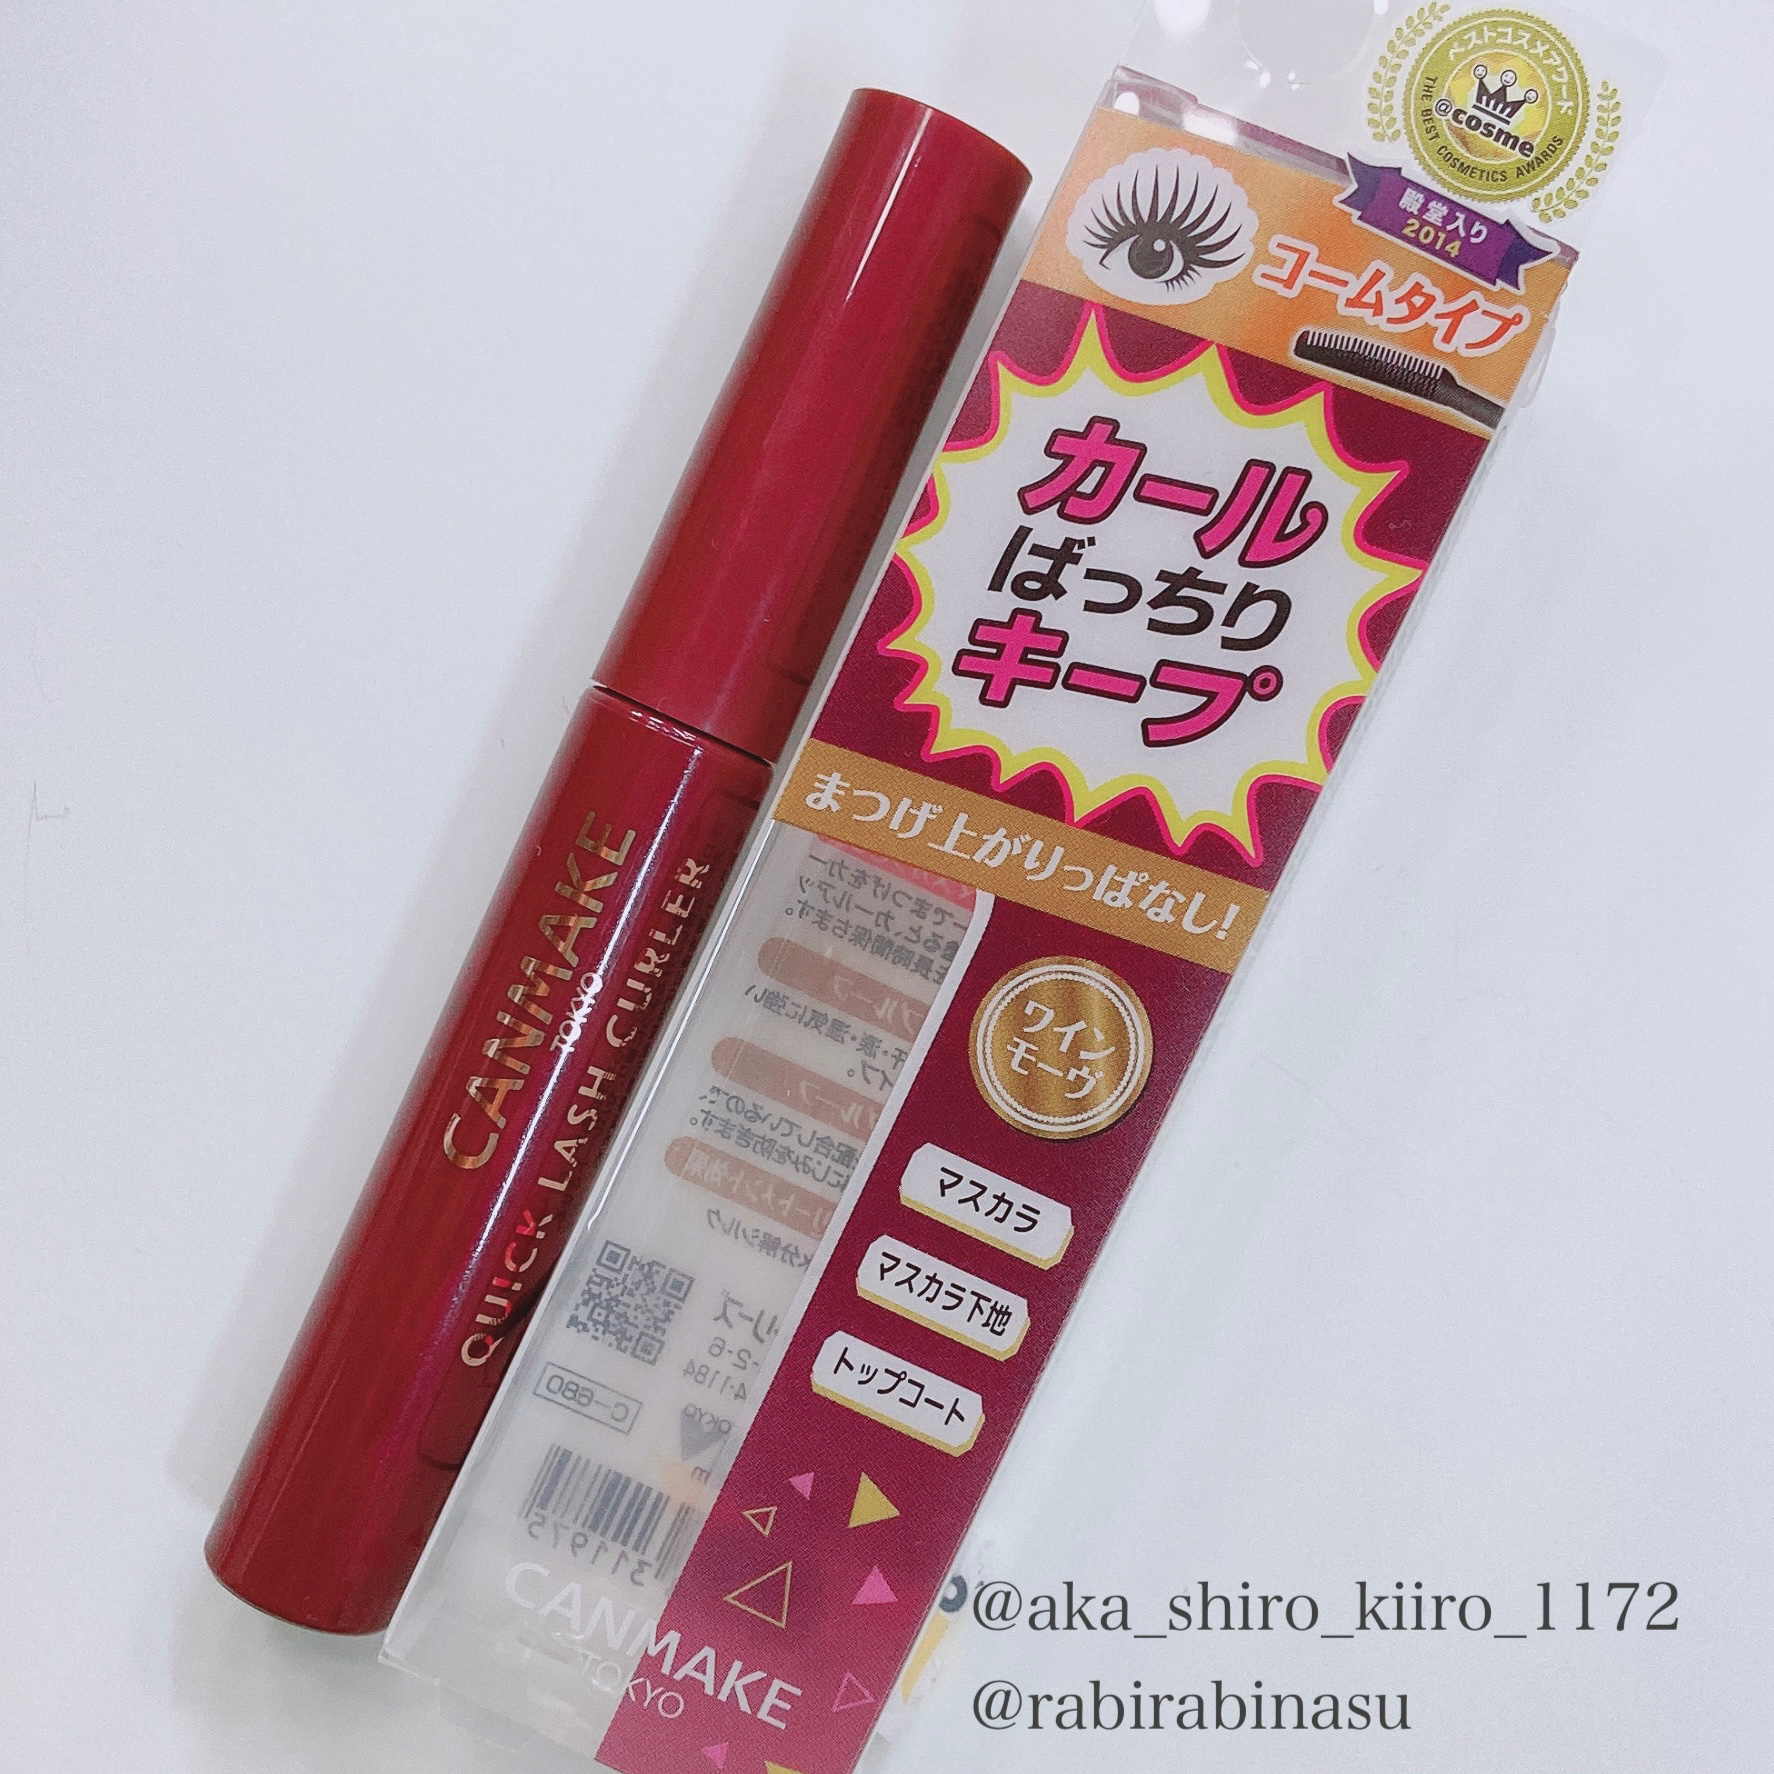 ベストコスメアワード
@cosme
THE BEST COSMETICS AWARDS
殿堂入り
2014
コームタイプ
カール
ばっちり
キープ
まつげ上がりっぱなし!
ワイン
モーヴ
マスカラ
マスカラ下地
トップコート
CANMAKE
TOKYO
QUICK LASH CURLER
C-680
311975
CANMAKE
TOKYO
@aka_shiro_kiiro_1172
@rabirabinasu